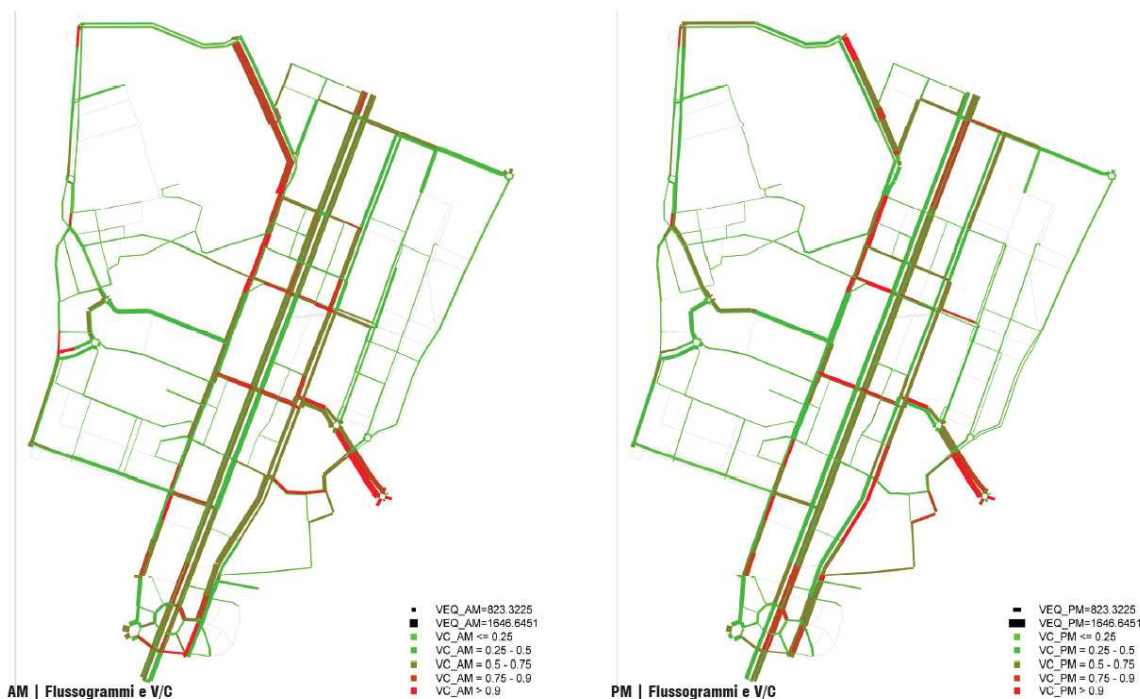 VEQ_AM=823.3225
VEQ_AM=1646.6451
VC_AM <= 0.25
VC_AM = 0.25 - 0.5
VC_AM = 0.5 - 0.75
VC_AM = 0.75 - 0.9
VC_AM > 0.9
AM | Flussogrammi e V/C
VEQ_PM=823.3225
VEQ_PM=1646.6451
VC_PM <= 0.25
VC_PM = 0.25 - 0.5
VC_PM = 0.5 - 0.75
VC_PM = 0.75 - 0.9
VC_PM > 0.9
PM | Flussogrammi e V/C